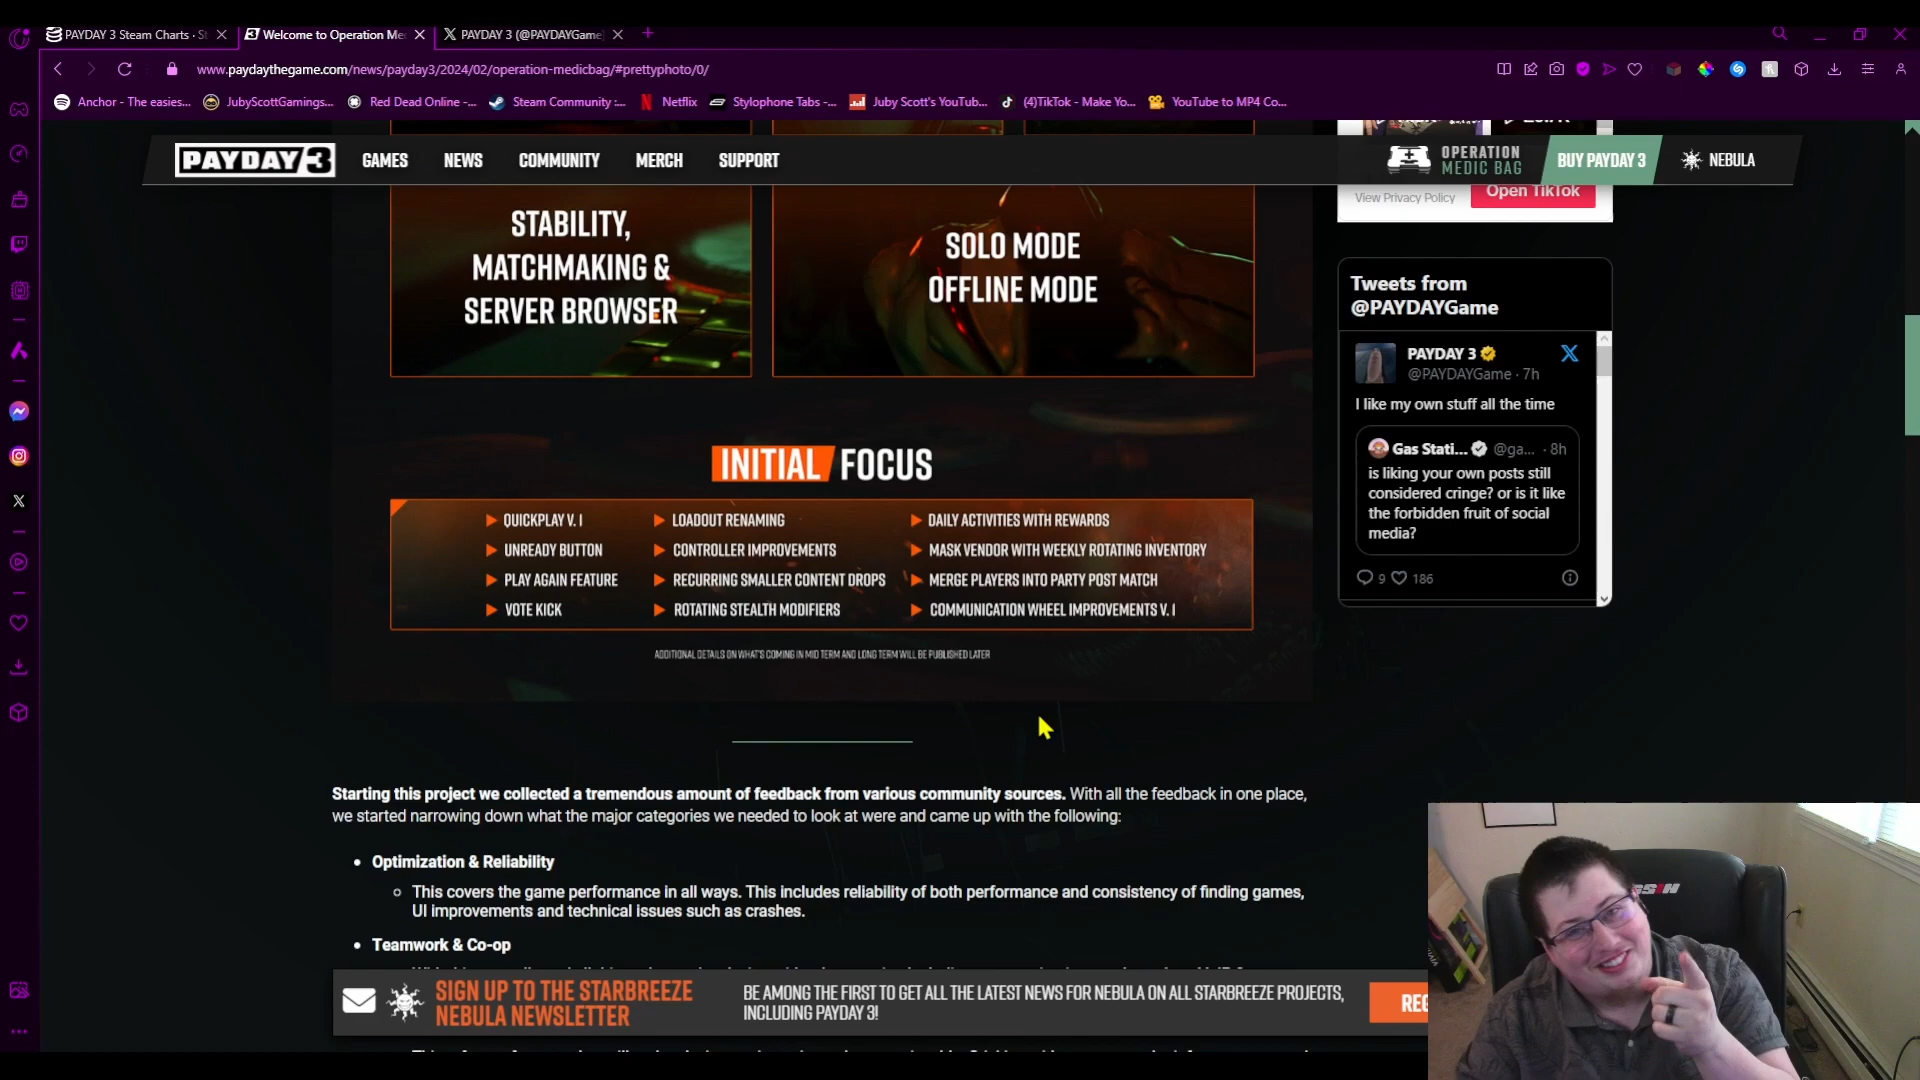 PAYDAY 3 Steam Charts · S
Welcome to Operation Me
PAYDAY 3 (@PAYDAYGame)
www.paydaythegame.com/news/payday3/2024/02/operation-medicbag/#prettyphoto/0/
Anchor - The easies...
JubyScottGamings...
Red Dead Online -...
Steam Community :...
Netflix
Stylophone Tabs -...
Juby Scott's YouTub...
(4)TikTok - Make Yo...
YouTube to MP4 Co...
PAYDAY 3
GAMES
NEWS
COMMUNITY
MERCH
SUPPORT
OPERATION
MEDIC BAG
BUY PAYDAY 3
NEBULA
View Privacy Policy
Open TikTok
STABILITY,
MATCHMAKING &
SERVER BROWSER
SOLO MODE
OFFLINE MODE
INITIAL FOCUS
QUICKPLAY V. 1
UNREADY BUTTON
PLAY AGAIN FEATURE
VOTE KICK
LOADOUT RENAMING
CONTROLLER IMPROVEMENTS
RECURRING SMALLER CONTENT DROPS
ROTATING STEALTH MODIFIERS
DAILY ACTIVITIES WITH REWARDS
MASK VENDOR WITH WEEKLY ROTATING INVENTORY
MERGE PLAYERS INTO PARTY POST MATCH
COMMUNICATION WHEEL IMPROVEMENTS V. 1
ADDITIONAL DETAILS ON WHAT'S COMING IN MID TERM AND LONG TERM WILL BE PUBLISHED LATER
Tweets from
@PAYDAYGame
PAYDAY 3
@PAYDAYGame · 7h
I like my own stuff all the time
Gas Stati... @ga... · 8h
is liking your own posts still
considered cringe? or is it like
the forbidden fruit of social
media?
9 186
Starting this project we collected a tremendous amount of feedback from various community sources. With all the feedback in one place,
we started narrowing down what the major categories we needed to look at were and came up with the following:
• Optimization & Reliability
This covers the game performance in all ways. This includes reliability of both performance and consistency of finding games,
UI improvements and technical issues such as crashes.
• Teamwork & Co-op
SIGN UP TO THE STARBREEZE
NEBULA NEWSLETTER
BE AMONG THE FIRST TO GET ALL THE LATEST NEWS FOR NEBULA ON ALL STARBREEZE PROJECTS,
INCLUDING PAYDAY 3!
REG